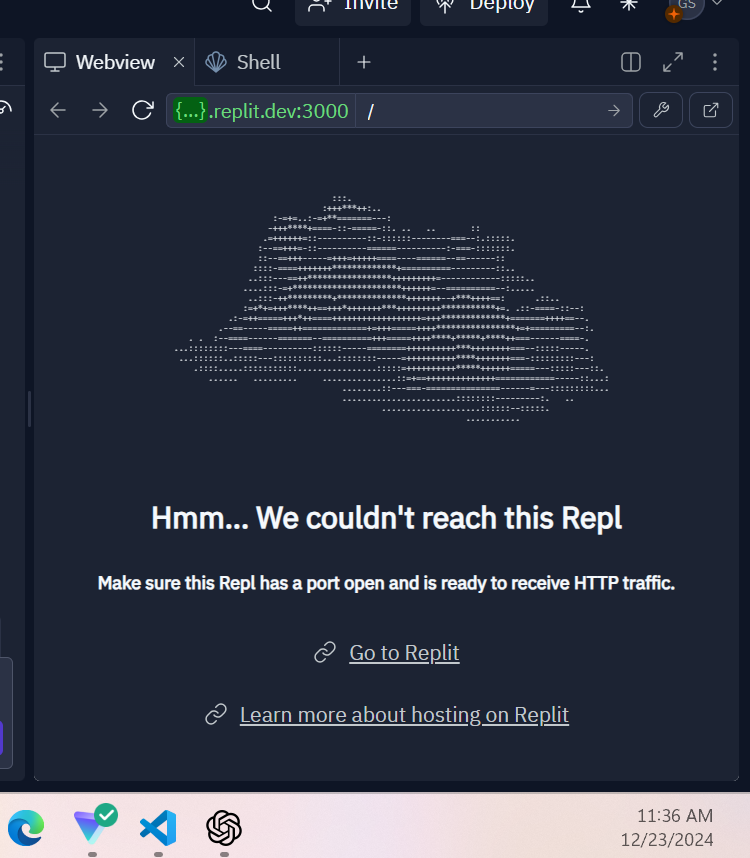 Invite
Deploy
GS
Webview
Shell
{...}.replit.dev:3000
/
Hmm... We couldn't reach this Repl
Make sure this Repl has a port open and is ready to receive HTTP traffic.
Go to Replit
Learn more about hosting on Replit
11:36 AM
12/23/2024